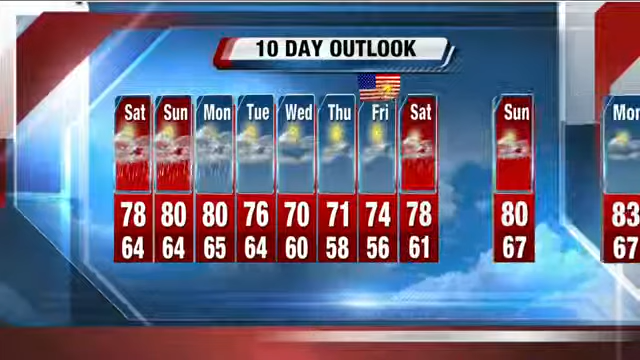 10 DAY OUTLOOK
Sat Sun Mon Tue Wed Thu Fri Sat Sun Mon
78 80 80 76 70 71 74 78 80 83
64 64 65 64 60 58 56 61 67 67